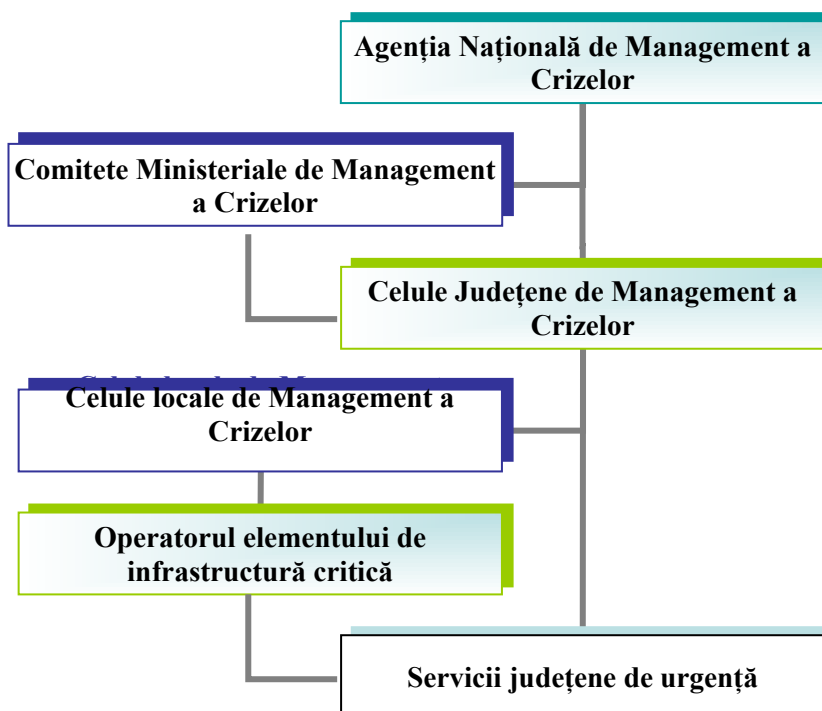 Agenția Națională de Management a
Crizelor
Comitete Ministeriale de Management
a Crizelor
Celule Județene de Management a
Crizelor
Celule locale de Management a
Crizelor
Operatorul elementului de
infrastructură critică
Servicii județene de urgență